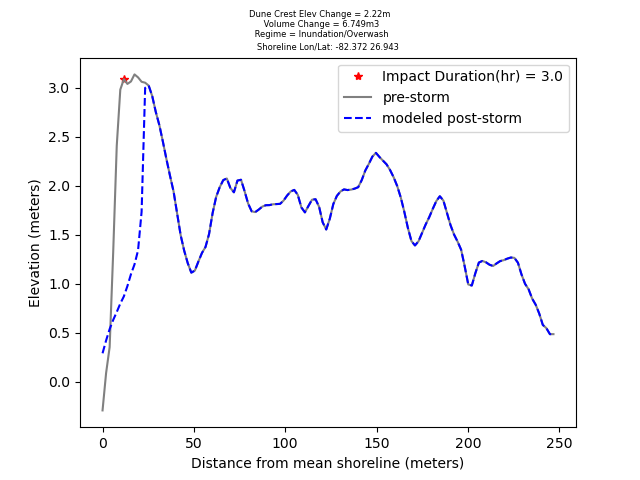 Dune Crest Elev Change = 2.22m
Volume Change = 6.749m3
Regime = Inundation/Overwash
Shoreline Lon/Lat: -82.372 26.943
Impact Duration(hr) = 3.0
pre-storm
modeled post-storm
Elevation (meters)
3.0
2.5
2.0
1.5
1.0
0.5
0.0
0 50 100 150 200 250
Distance from mean shoreline (meters)